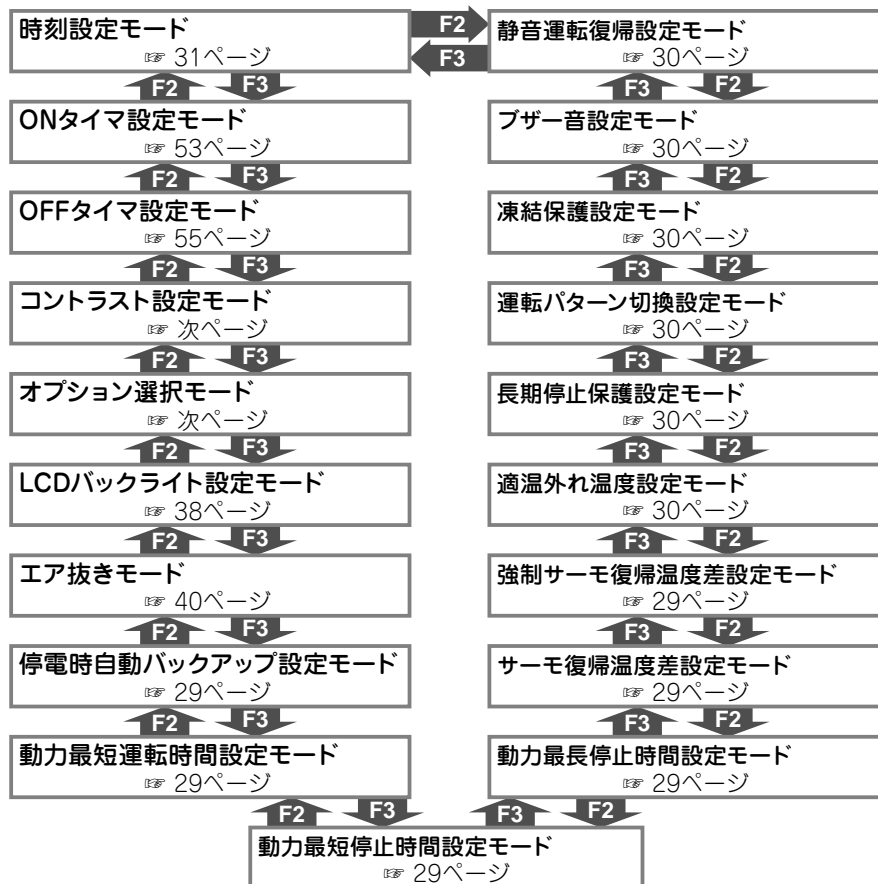 時刻設定モード
☞ 31ページ
F2
F3
静音運転復帰設定モード
☞ 30ページ
F2
F3
F3
F2
ONタイマ設定モード
☞ 53ページ
ブザー音設定モード
☞ 30ページ
F2
F3
F3
F2
OFFタイマ設定モード
☞ 55ページ
凍結保護設定モード
☞ 30ページ
F2
F3
F3
F2
コントラスト設定モード
☞ 次ページ
運転パターン切換設定モード
☞ 30ページ
F2
F3
F3
F2
オプション選択モード
☞ 次ページ
長期停止保護設定モード
☞ 30ページ
F2
F3
F3
F2
LCDバックライト設定モード
☞ 38ページ
適温外れ温度設定モード
☞ 30ページ
F2
F3
F3
F2
エア抜きモード
☞ 40ページ
強制サーモ復帰温度差設定モード
☞ 29ページ
F2
F3
F3
F2
停電時自動バックアップ設定モード
☞ 29ページ
サーモ復帰温度差設定モード
☞ 29ページ
F2
F3
F3
F2
動力最短運転時間設定モード
☞ 29ページ
動力最長停止時間設定モード
☞ 29ページ
F2
F3
F3
F2
動力最短停止時間設定モード
☞ 29ページ